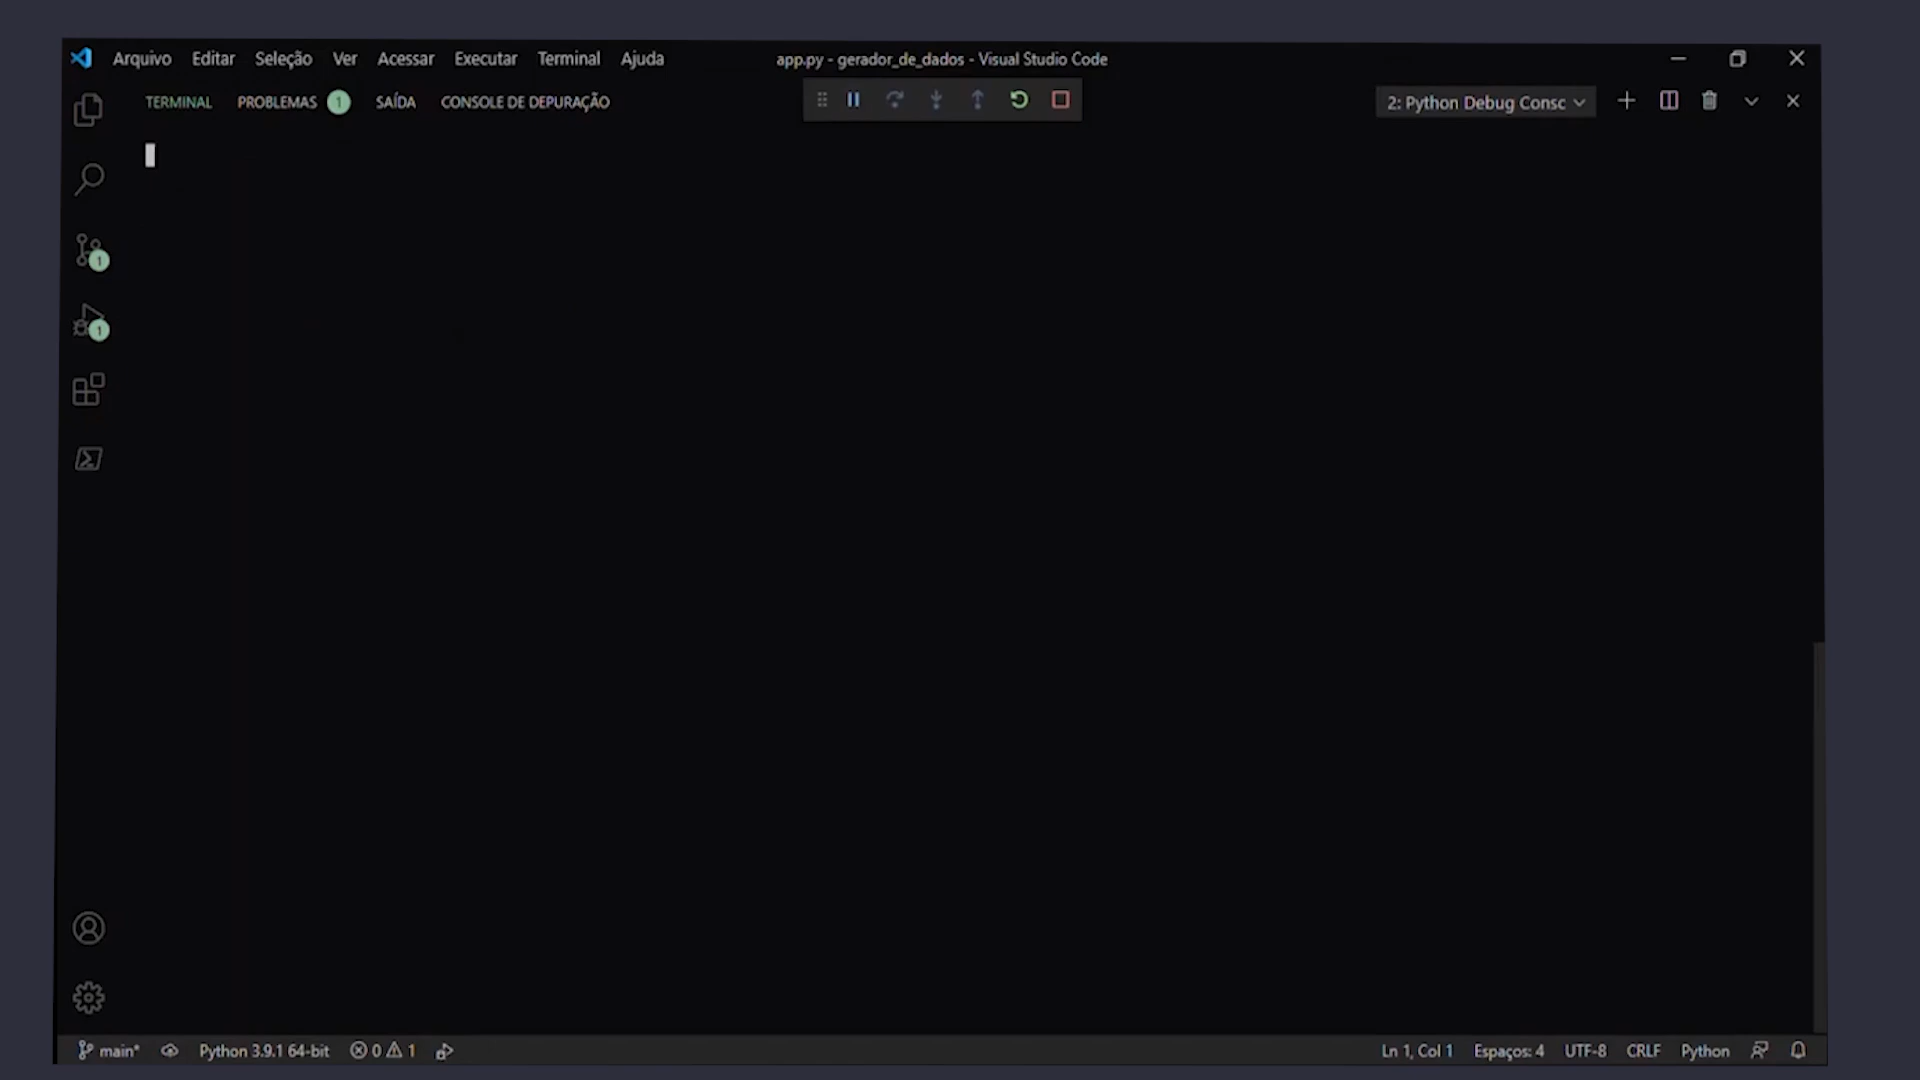 Arquivo Editar Seleção Ver Acessar Executar Terminal Ajuda app.py - gerador_de_dados - Visual Studio Code
TERMINAL PROBLEMAS 1 SAÍDA CONSOLE DE DEPURAÇÃO 2: Python Debug Consc
1
1
main* Python 3.9.1 64-bit 0 1 Ln 1, Col 1 Espaços: 4 UTF-8 CRLF Python